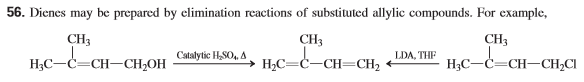 56. Dienes may be prepared by elimination reactions of substituted allylic compounds. For example,
CH₃ CH₃ CH₃
H₃C—C=CH—CH₂OH Catalytic H₂SO₄, Δ H₂C=C—CH=CH₂ LDA, THF H₃C—C=CH—CH₂Cl